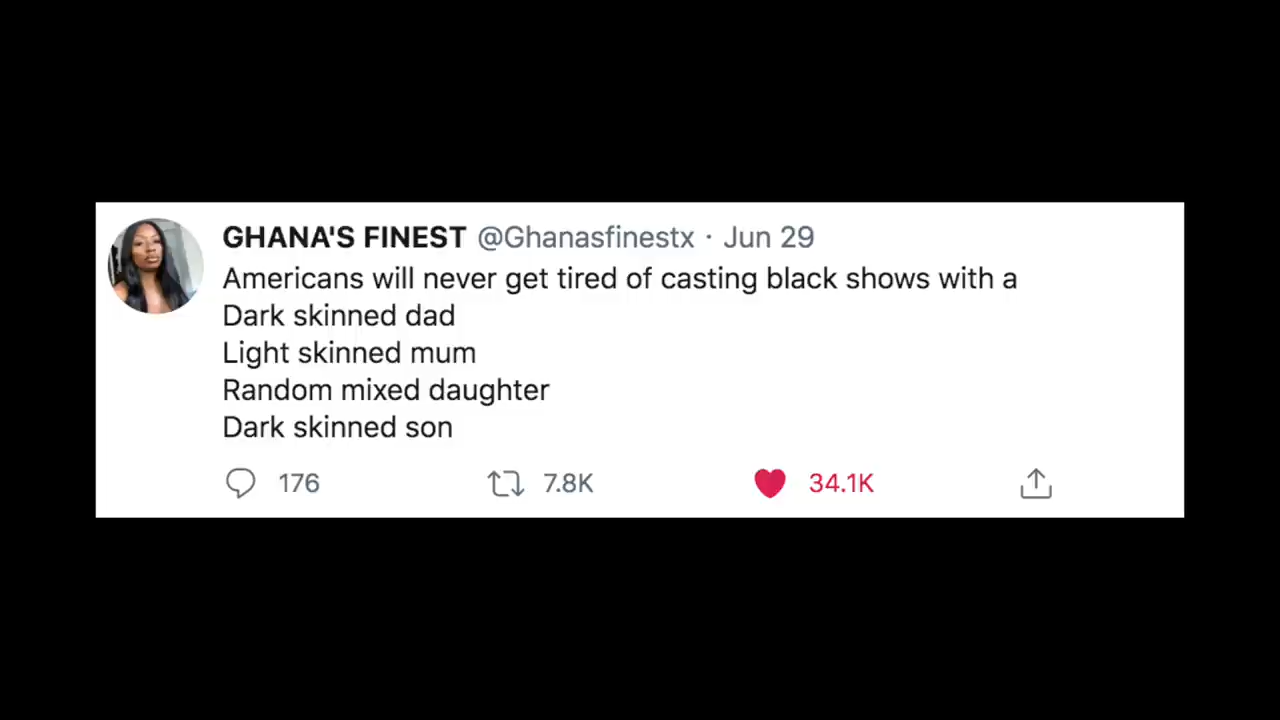 GHANA'S FINEST @Ghanasfinestx · Jun 29
Americans will never get tired of casting black shows with a
Dark skinned dad
Light skinned mum
Random mixed daughter
Dark skinned son
176 7.8K 34.1K